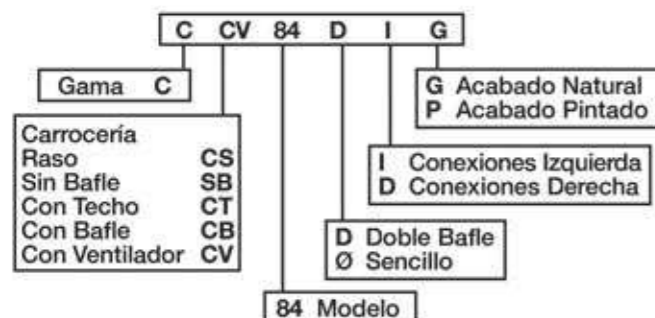 C CV 84 D I G
Gama C
G Acabado Natural
P Acabado Pintado
Carrocería
Raso CS
Sin Bafle SB
Con Techo CT
Con Bafle CB
Con Ventilador CV
I Conexiones Izquierda
D Conexiones Derecha
D Doble Bafle
Ø Sencillo
84 Modelo